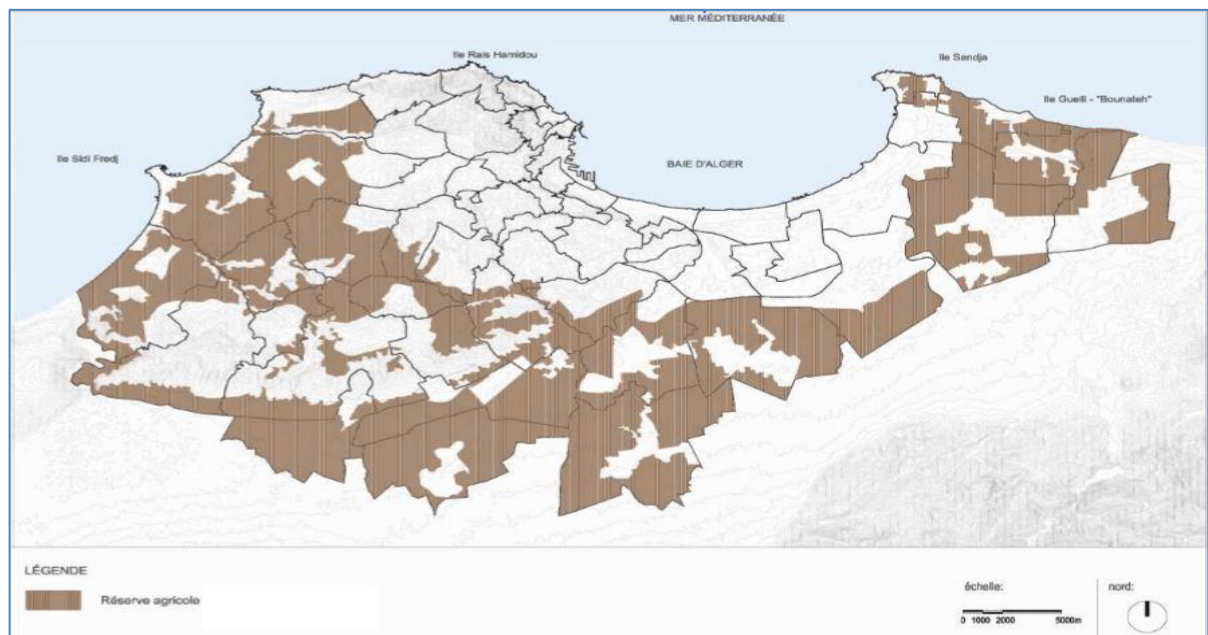 MER MÉDITERRANÉE
Ile Rais Hamidou
Ile Sandja
Ile Gueili - "Bounateh"
Ile Sidi Fredj
BAIE D'ALGER
LÉGENDE
Réserve agricole
échelle:
0 1000 2000 5000m
nord: